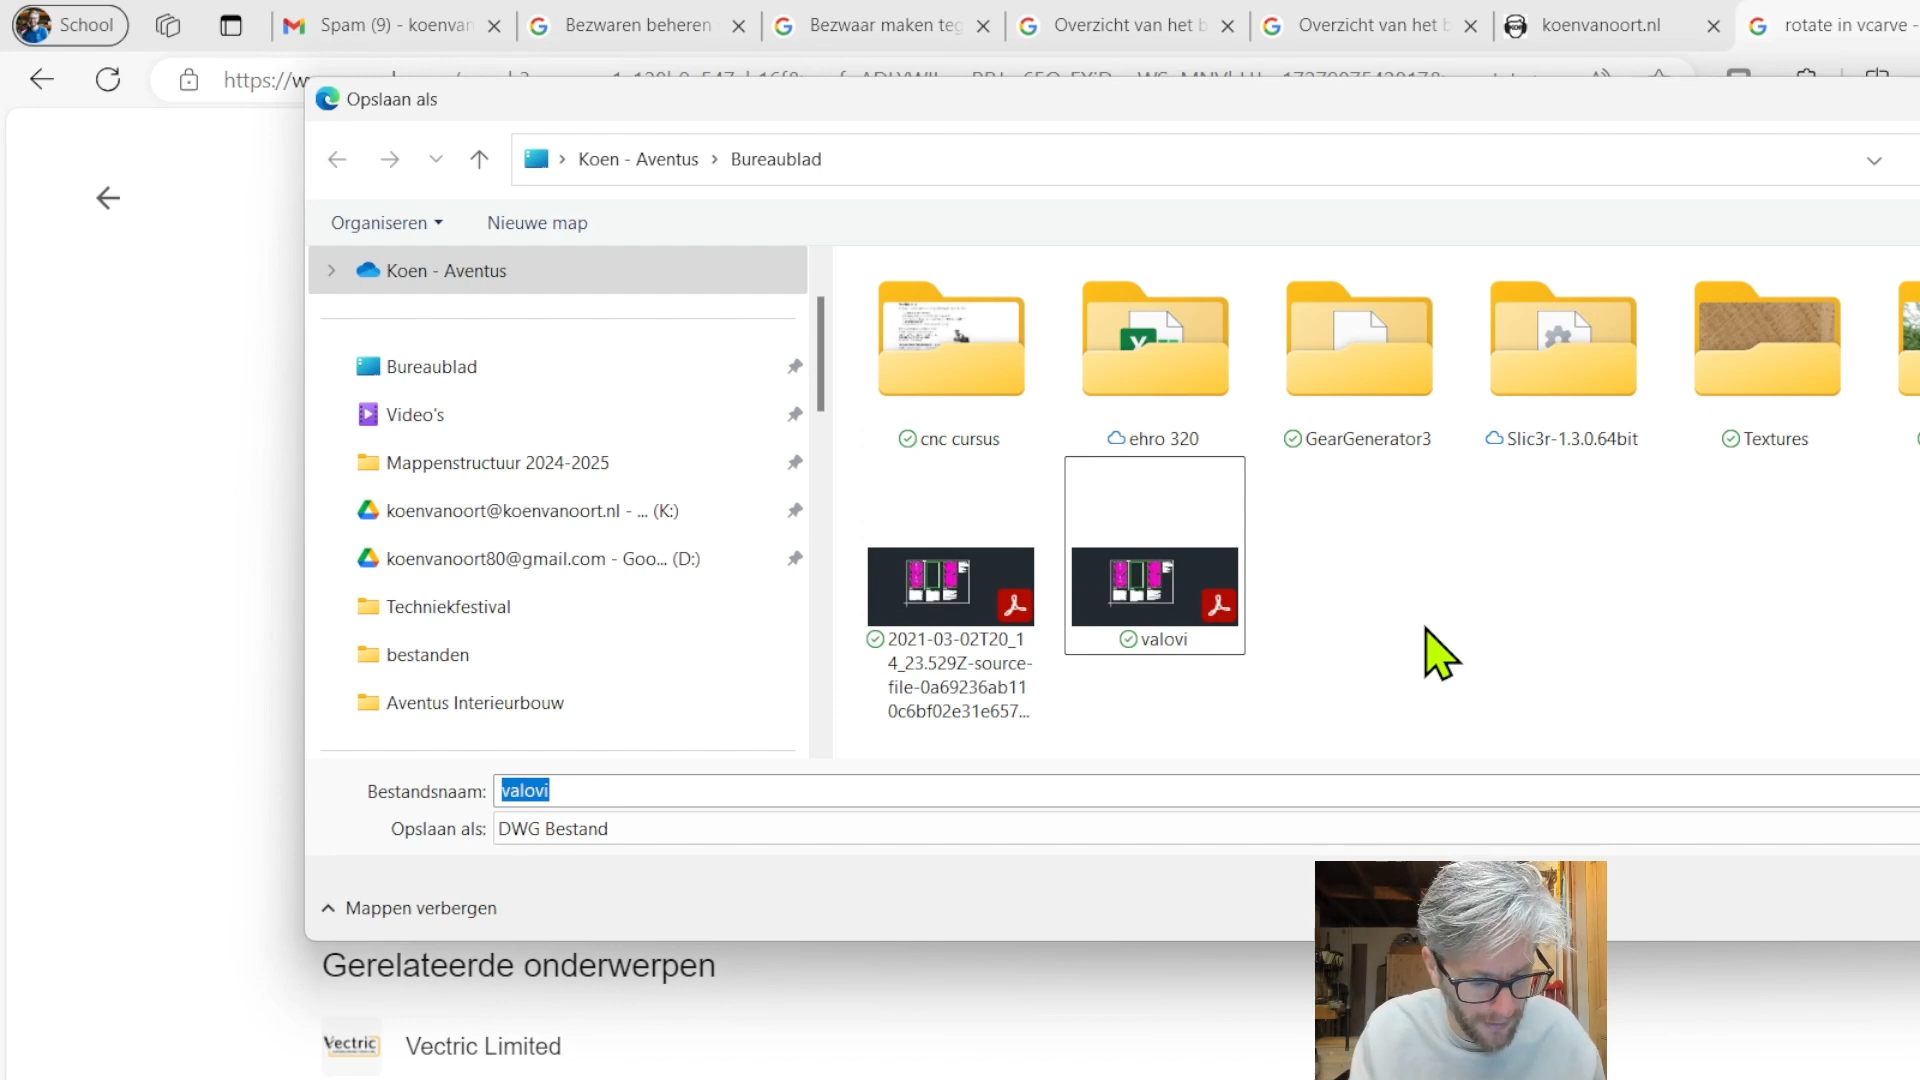 School
Spam (9) - koenvan
Bezwaren beheren
Bezwaar maken teg
Overzicht van het b
Overzicht van het b
koenvanoort.nl
rotate in vcarve -
https://w
Opslaan als
Koen - Aventus > Bureaublad
Organiseren
Nieuwe map
Koen - Aventus
Bureaublad
Video's
Mappenstructuur 2024-2025
koenvanoort@koenvanoort.nl - ... (K:)
koenvanoort80@gmail.com - Goo... (D:)
Techniekfestival
bestanden
Aventus Interieurbouw
cnc cursus
ehro 320
GearGenerator3
Slic3r-1.3.0.64bit
Textures
2021-03-02T20_1
4_23.529Z-source-
file-0a69236ab11
0c6bf02e31e657...
valovi
Bestandsnaam: valovi
Opslaan als: DWG Bestand
Mappen verbergen
Gerelateerde onderwerpen
Vectric
Vectric Limited